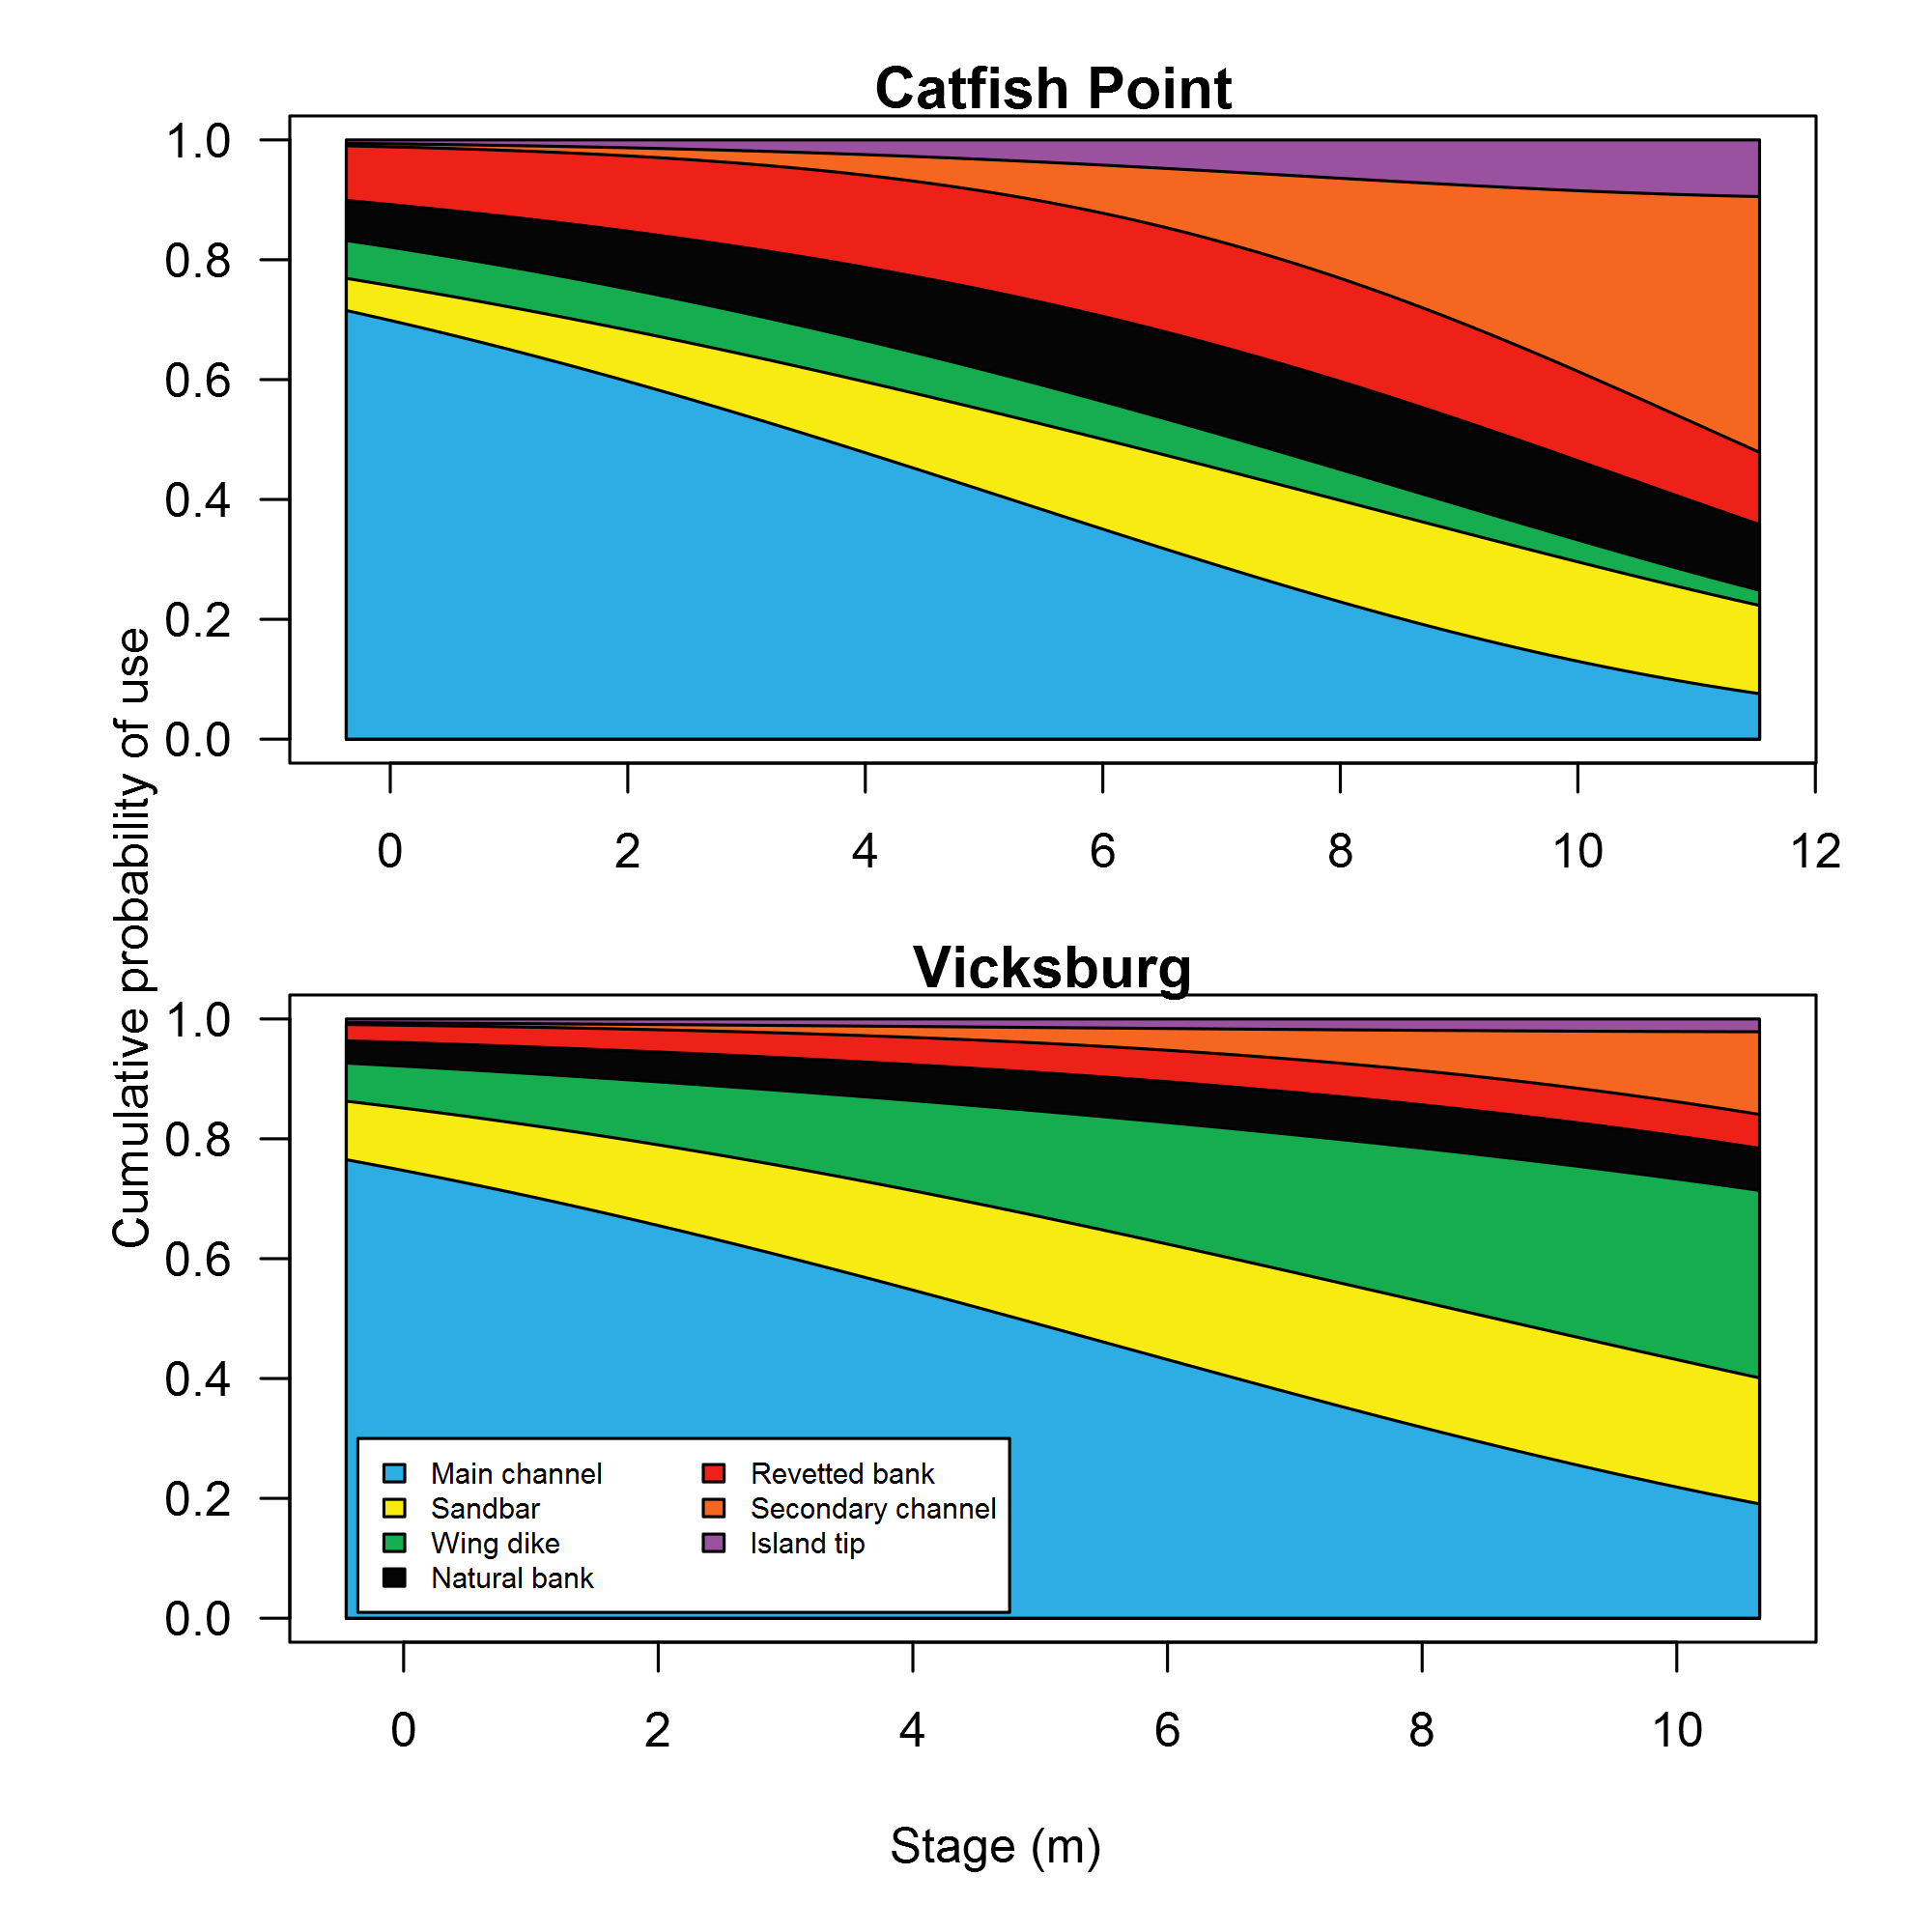 Catfish Point
1.0
0.8
0.6
0.4
0.2
0.0
0 2 4 6 8 10 12
Cumulative probability of use
Vicksburg
1.0
0.8
0.6
0.4
0.2
0.0
Main channel
Sandbar
Wing dike
Natural bank
Revetted bank
Secondary channel
Island tip
0 2 4 6 8 10
Stage (m)